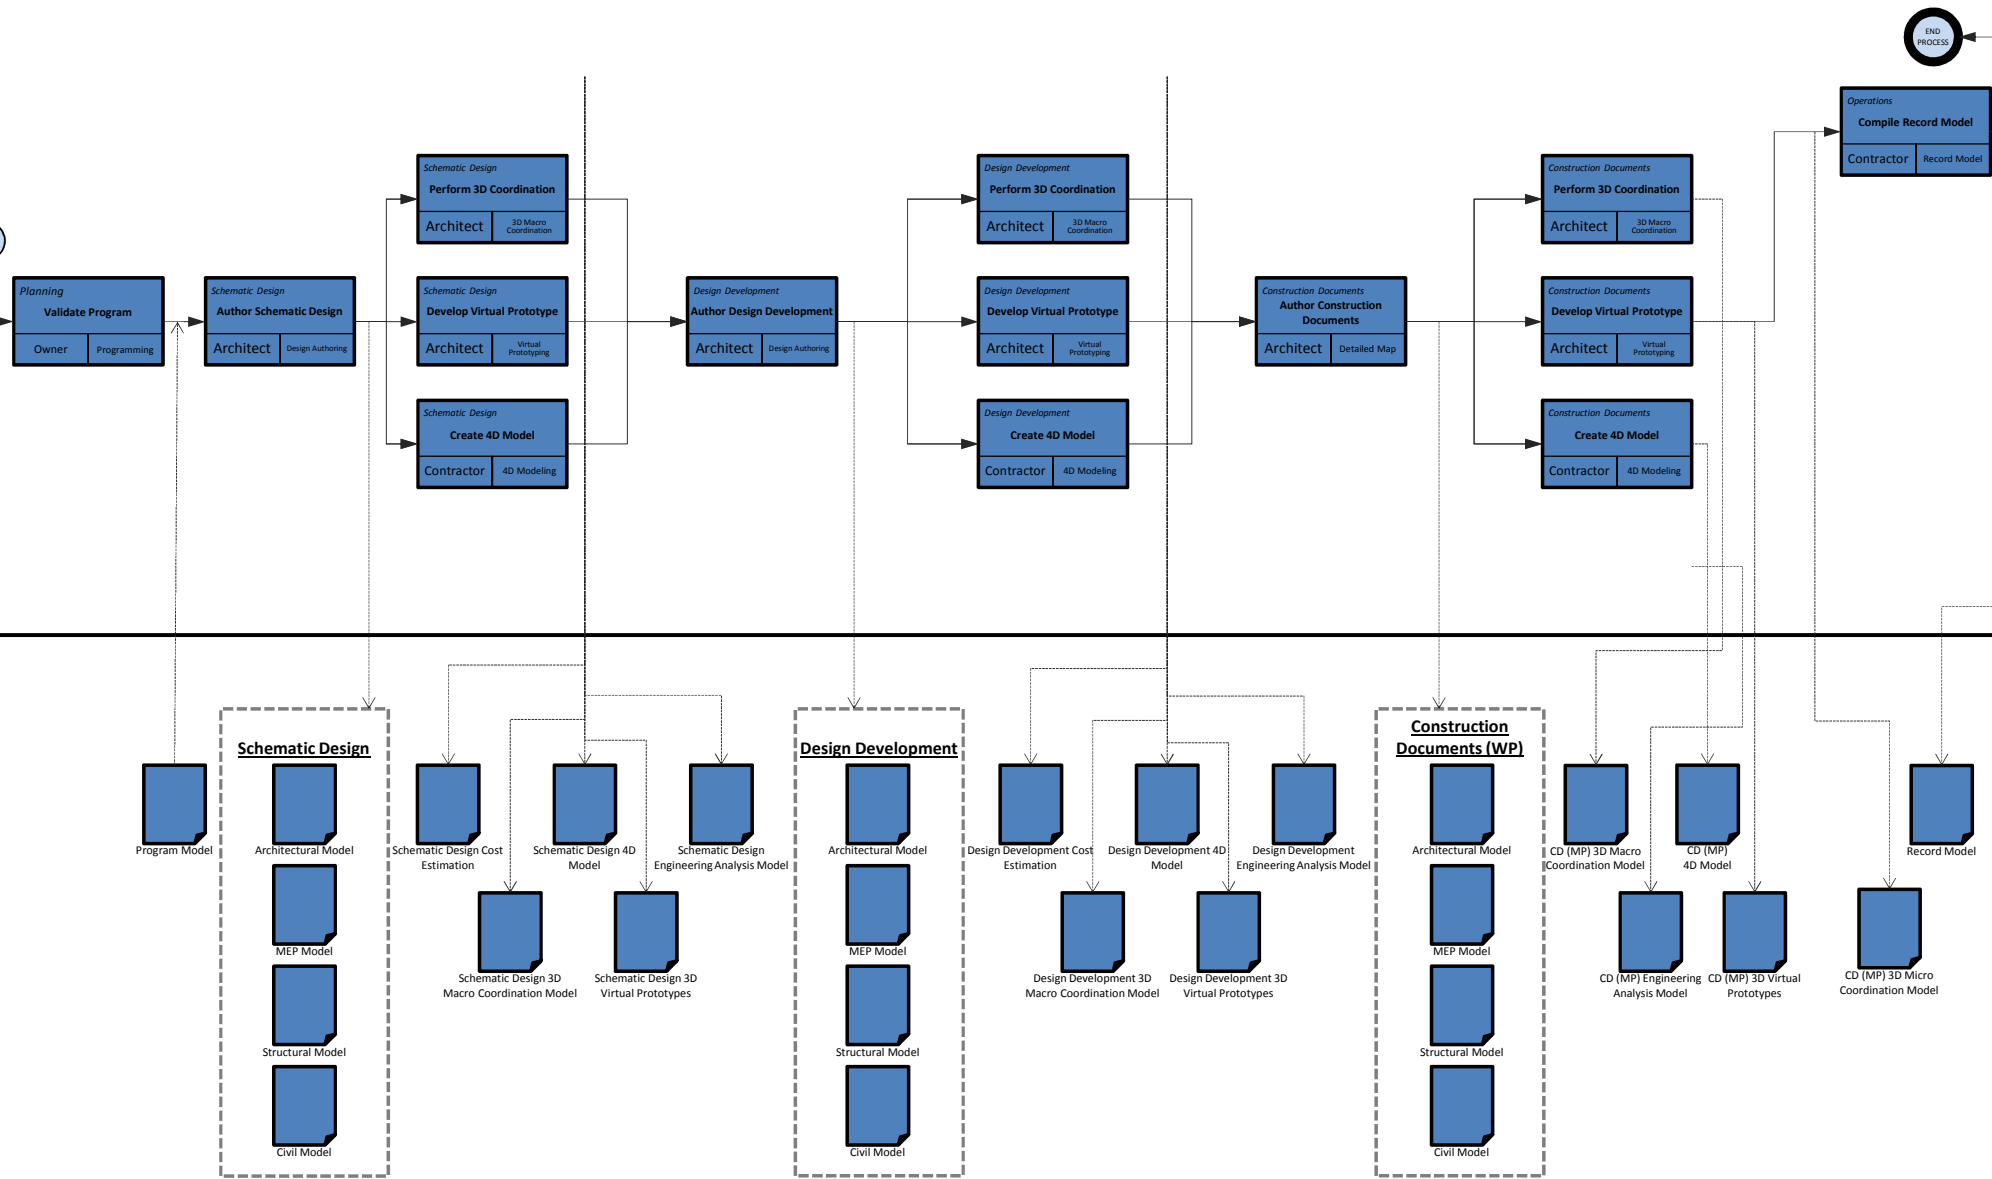 END
PROCESS
Operations
Compile Record Model
Contractor
Record Model
Schematic Design
Perform 3D Coordination
Architect
3D Macro
Coordination
Design Development
Perform 3D Coordination
Architect
3D Macro
Coordination
Construction Documents
Perform 3D Coordination
Architect
3D Macro
Coordination
Planning
Validate Program
Owner
Programming
Schematic Design
Author Schematic Design
Architect
Design Authoring
Schematic Design
Develop Virtual Prototype
Architect
Virtual
Prototyping
Design Development
Author Design Development
Architect
Design Authoring
Design Development
Develop Virtual Prototype
Architect
Virtual
Prototyping
Construction Documents
Author Construction
Documents
Architect
Detailed Map
Construction Documents
Develop Virtual Prototype
Architect
Virtual
Prototyping
Schematic Design
Create 4D Model
Contractor
4D Modeling
Design Development
Create 4D Model
Contractor
4D Modeling
Construction Documents
Create 4D Model
Contractor
4D Modeling
Program Model
Schematic Design
Architectural Model
MEP Model
Structural Model
Civil Model
Schematic Design Cost
Estimation
Schematic Design 4D
Model
Schematic Design
Engineering Analysis Model
Schematic Design 3D
Macro Coordination Model
Schematic Design 3D
Virtual Prototypes
Design Development
Architectural Model
MEP Model
Structural Model
Civil Model
Design Development Cost
Estimation
Design Development 4D
Model
Design Development
Engineering Analysis Model
Design Development 3D
Macro Coordination Model
Design Development 3D
Virtual Prototypes
Construction
Documents (WP)
Architectural Model
MEP Model
Structural Model
Civil Model
CD (MP) 3D Macro
Coordination Model
CD (MP)
4D Model
CD (MP) Engineering
Analysis Model
CD (MP) 3D Virtual
Prototypes
Record Model
CD (MP) 3D Micro
Coordination Model